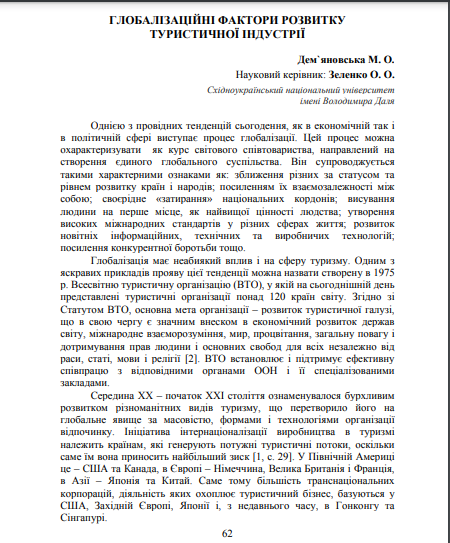 ГЛОБАЛІЗАЦІЙНІ ФАКТОРИ РОЗВИТКУ
ТУРИСТИЧНОЇ ІНДУСТРІЇ
Дем`яновська М. О.
Науковий керівник: Зеленко О. О.
Східноукраїнський національний університет
імені Володимира Даля
Однією з провідних тенденцій сьогодення, як в економічній так і
в політичній сфері виступає процес глобалізації. Цей процес можна
охарактеризувати як курс світового співтовариства, направлений на
створення єдиного глобального суспільства. Він супроводжується
такими характерними ознаками як: зближення різних за статусом та
рівнем розвитку країн і народів; посиленням їх взаємозалежності між
собою; своєрідне «затирання» національних кордонів; висування
людини на перше місце, як найвищої цінності людства; утворення
високих міжнародних стандартів у різних сферах життя; розвиток
новітніх інформаційних, технічних та виробничих технологій;
посилення конкурентної боротьби тощо.
Глобалізація має неабиякий вплив і на сферу туризму. Одним з
яскравих прикладів прояву цієї тенденції можна назвати створену в 1975
р. Всесвітню туристичну організацію (ВТО), у якій на сьогоднішній день
представлені туристичні організації понад 120 країн світу. Згідно зі
Статутом ВТО, основна мета організації – розвиток туристичної галузі,
що в свою чергу є значним внеском в економічний розвиток держав
світу, міжнародне взаєморозуміння, мир, процвітання, загальну повагу і
дотримування прав людини і основних свобод для всіх незалежно від
раси, статі, мови і релігії [2]. ВТО встановлює і підтримує ефективну
співпрацю з відповідними органами ООН і її спеціалізованими
закладами.
Середина XX – початок XXI століття ознаменувалося бурхливим
розвитком різноманітних видів туризму, що перетворило його на
глобальне явище за масовістю, формами і технологіями організації
відпочинку. Ініціатива інтернаціоналізації виробництва в туризмі
належить країнам, які генерують потужні туристичні потоки, оскільки
саме їм вона приносить найбільший зиск [1, с. 29]. У Північній Америці
це – США та Канада, в Європі – Німеччина, Велика Британія і Франція,
в Азії – Японія та Китай. Саме тому більшість транснаціональних
корпорацій, діяльність яких охоплює туристичний бізнес, базуються у
США, Західній Європі, Японії і, з недавнього часу, в Гонконгу та
Сінгапурі.
62